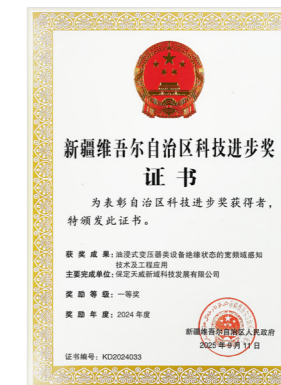 新疆维吾尔自治区科技进步奖
证书
为表彰自治区科技进步奖获得者，
特颁发此证书。
获奖成果：油浸式变压器类设备绝缘状态的宽频域感知
技术及工程应用
主要完成单位：保定天威新域科技发展有限公司
奖励等级：一等奖
奖励年度：2024年度
新疆维吾尔自治区人民政府
2025年9月11日
证书编号：KD2024033